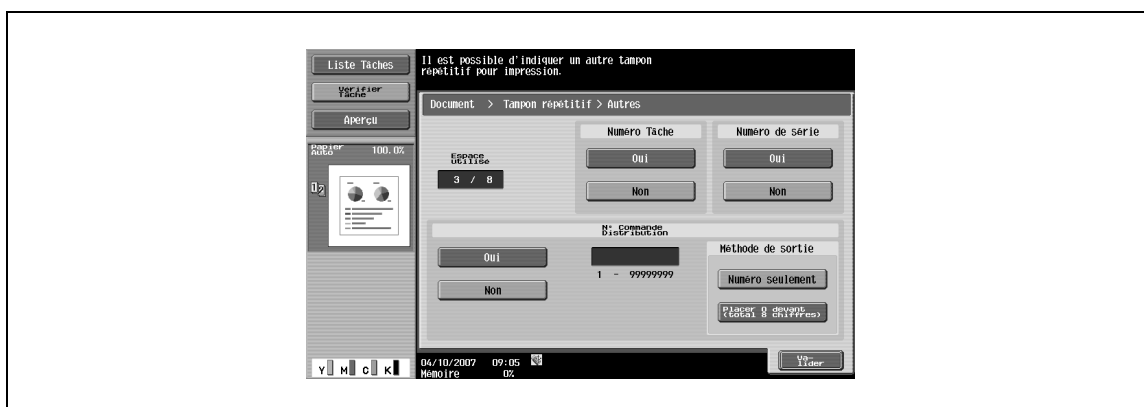 Liste Tâches
Vérifier
Tâche
Aperçu
Papier
Auto 100.0%
Il est possible d'indiquer un autre tampon
répétitif pour impression.
Document > Tampon répétitif > Autres
Espace
utilisé
3 / 8
Numéro Tâche
Oui
Non
Numéro de série
Oui
Non
N° Commande
Distribution
Oui
Non
1 - 99999999
Méthode de sortie
Numéro seulement
Placer 0 devant
(total 8 chiffres)
Y M C K
04/10/2007 09:05
Mémoire 0%
Va-
lider